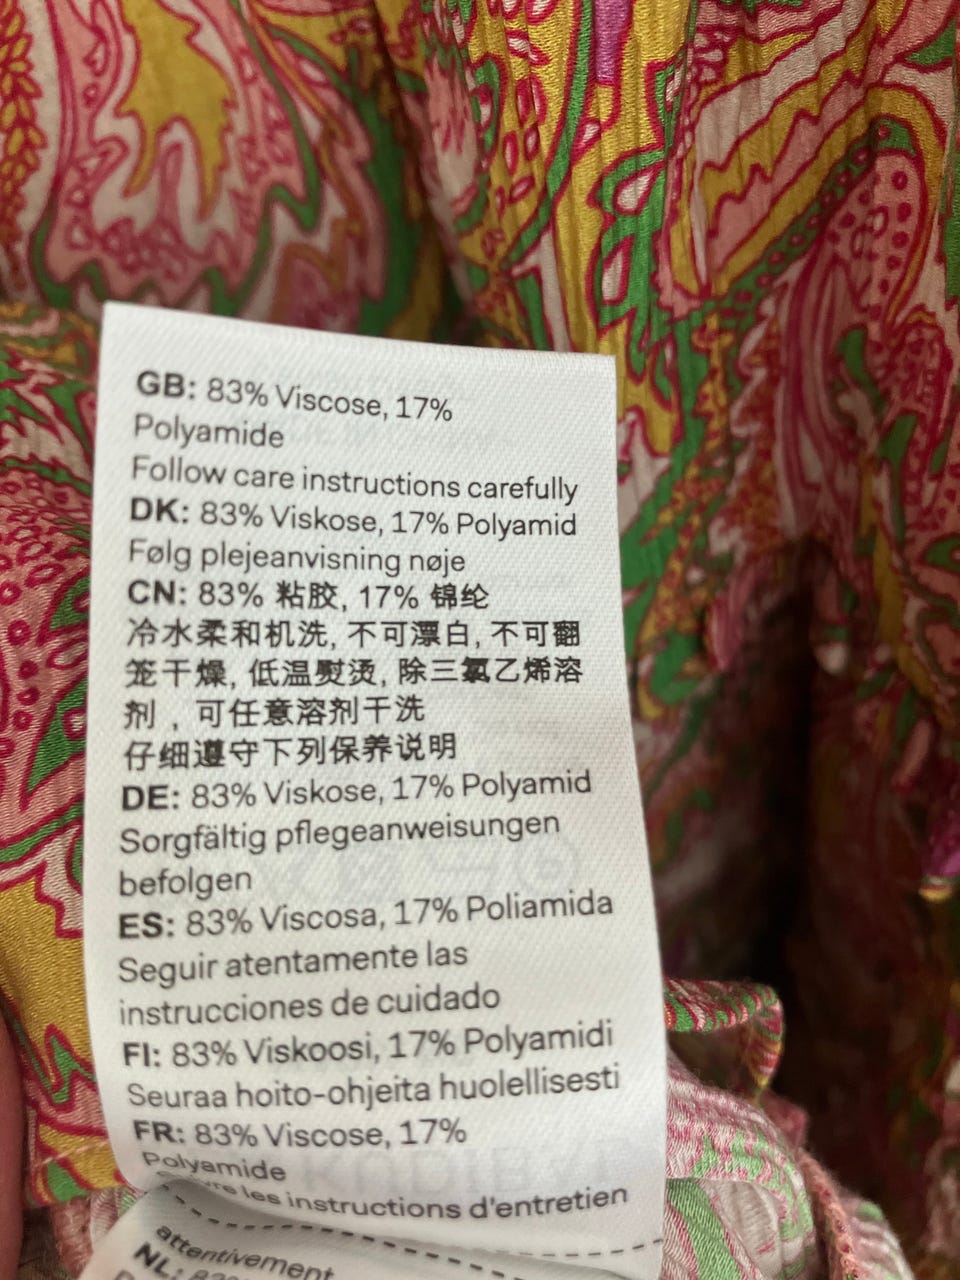 GB: 83% Viscose, 17%
Polyamide
Follow care instructions carefully
DK: 83% Viskose, 17% Polyamid
Følg plejeanvisning nøje
CN: 83% 粘胶, 17% 锦纶
冷水柔和机洗, 不可漂白, 不可翻
笼干燥, 低温熨烫, 除三氯乙烯溶
剂 , 可任意溶剂干洗
仔细遵守下列保养说明
DE: 83% Viskose, 17% Polyamid
Sorgfältig pflegeanweisungen
befolgen
ES: 83% Viscosa, 17% Poliamida
Seguir atentamente las
instrucciones de cuidado
FI: 83% Viskoosi, 17% Polyamidi
Seuraa hoito-ohjeita huolellisesti
FR: 83% Viscose, 17%
Polyamide
les instructions d'entretien
attentivement
NL: